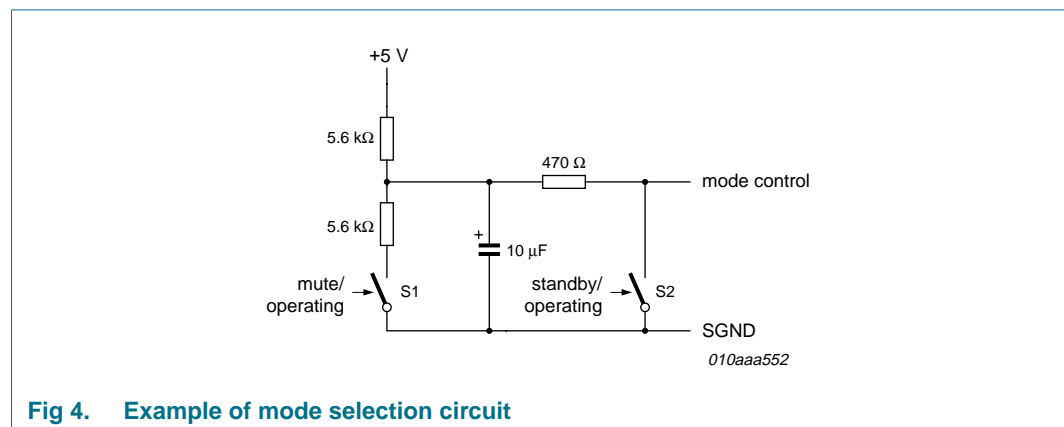 +5 V
5.6 kΩ
470 Ω
mode control
5.6 kΩ
+
10 μF
mute/
operating
S1
standby/
operating
S2
SGND
010aaa552
Fig 4. Example of mode selection circuit